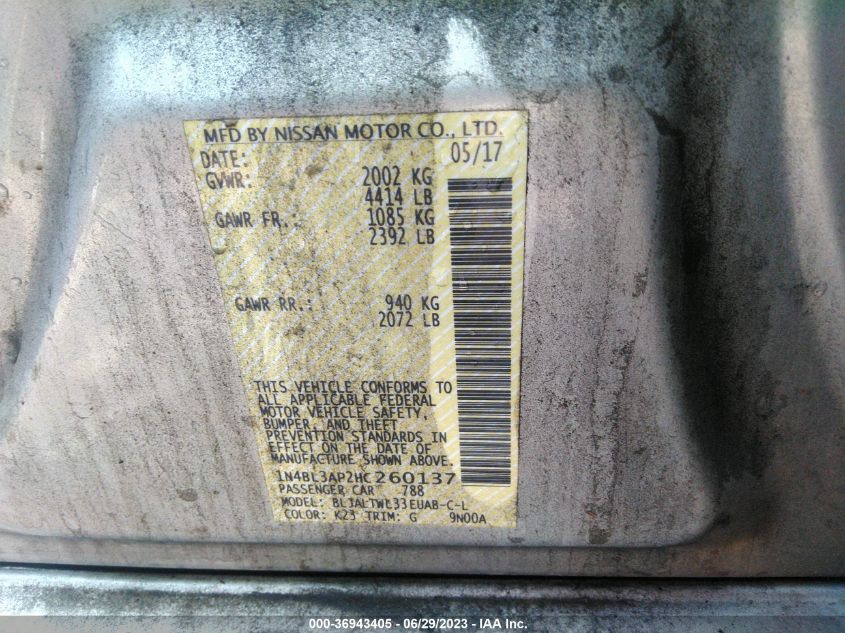 MFD BY NISSAN MOTOR CO., LTD.
DATE: 05/17
GVWR: 2002 KG
4414 LB
GAWR FR.: 1085 KG
2392 LB
GAWR RR.: 940 KG
2072 LB
THIS VEHICLE CONFORMS TO
ALL APPLICABLE FEDERAL
MOTOR VEHICLE SAFETY,
BUMPER, AND THEFT
PREVENTION STANDARDS IN
EFFECT ON THE DATE OF
MANUFACTURE SHOWN ABOVE.
1N4BL3AP2HC260137
PASSENGER CAR 788
MODEL: BLJALTWL33EUAB-C-L
COLOR: K23 TRIM: G 9N00A
000-36943405 - 06/29/2023 - IAA Inc.